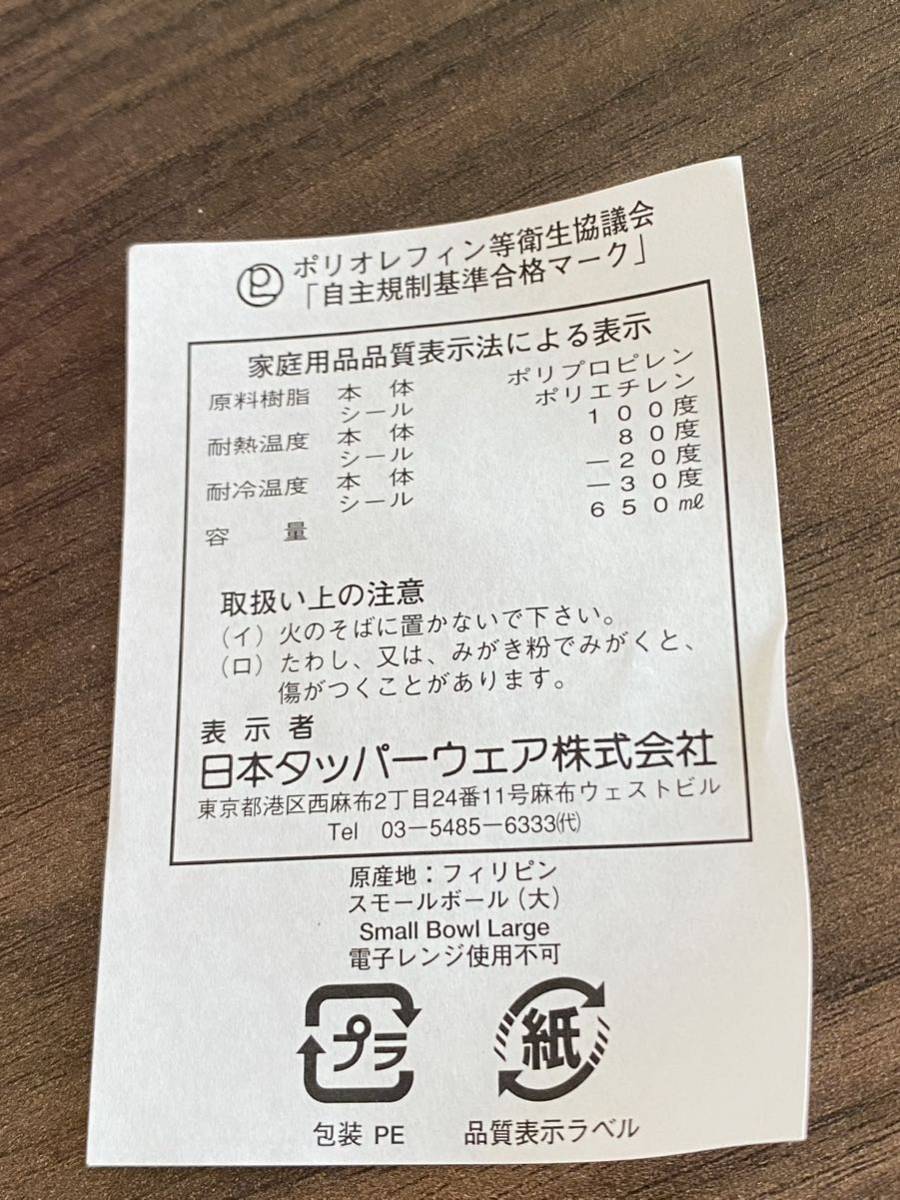 ポリオレフィン等衛生協議会
「自主規制基準合格マーク」
家庭用品品質表示法による表示
原料樹脂 本体 ポリプロピレン
シール ポリエチレン
耐熱温度 本体 100度
シール 80度
耐冷温度 本体 −20度
シール −30度
容量 650㎖
取扱い上の注意
(イ) 火のそばに置かないで下さい。
(ロ) たわし、又は、みがき粉でみがくと、
傷がつくことがあります。
表示者
日本タッパーウェア株式会社
東京都港区西麻布2丁目24番11号麻布ウェストビル
Tel 03−5485−6333㈹
原産地：フィリピン
スモールボール(大)
Small Bowl Large
電子レンジ使用不可
プラ 紙
包装 PE 品質表示ラベル